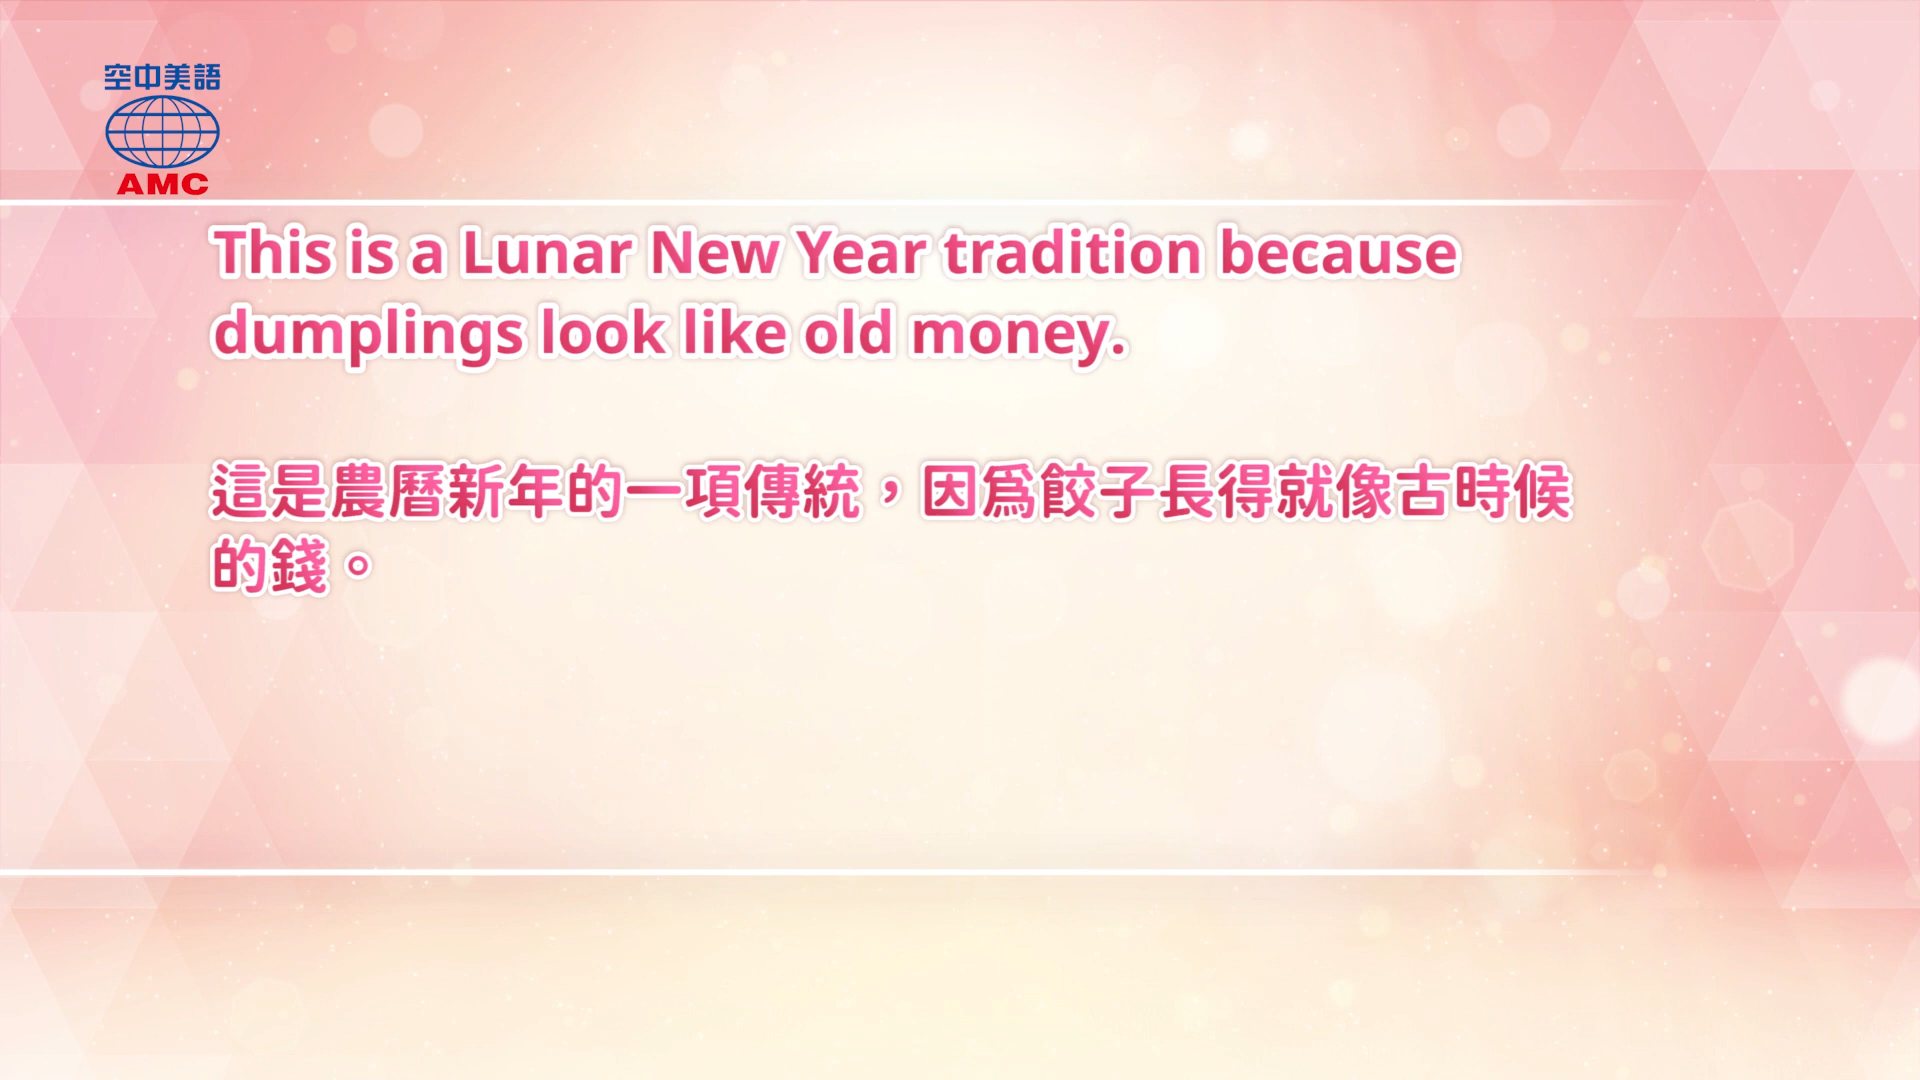 空中美語
AMC
This is a Lunar New Year tradition because
dumplings look like old money.
這是農曆新年的一項傳統，因為餃子長得就像古時候
的錢。